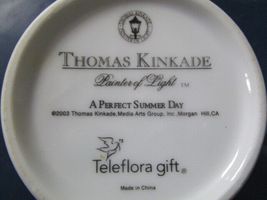 THOMAS KINKADE
Painter of Light ™
A PERFECT SUMMER DAY
©2003 Thomas Kinkade, Media Arts Group, Inc., Morgan Hill, CA
Teleflora gift®
Made in China